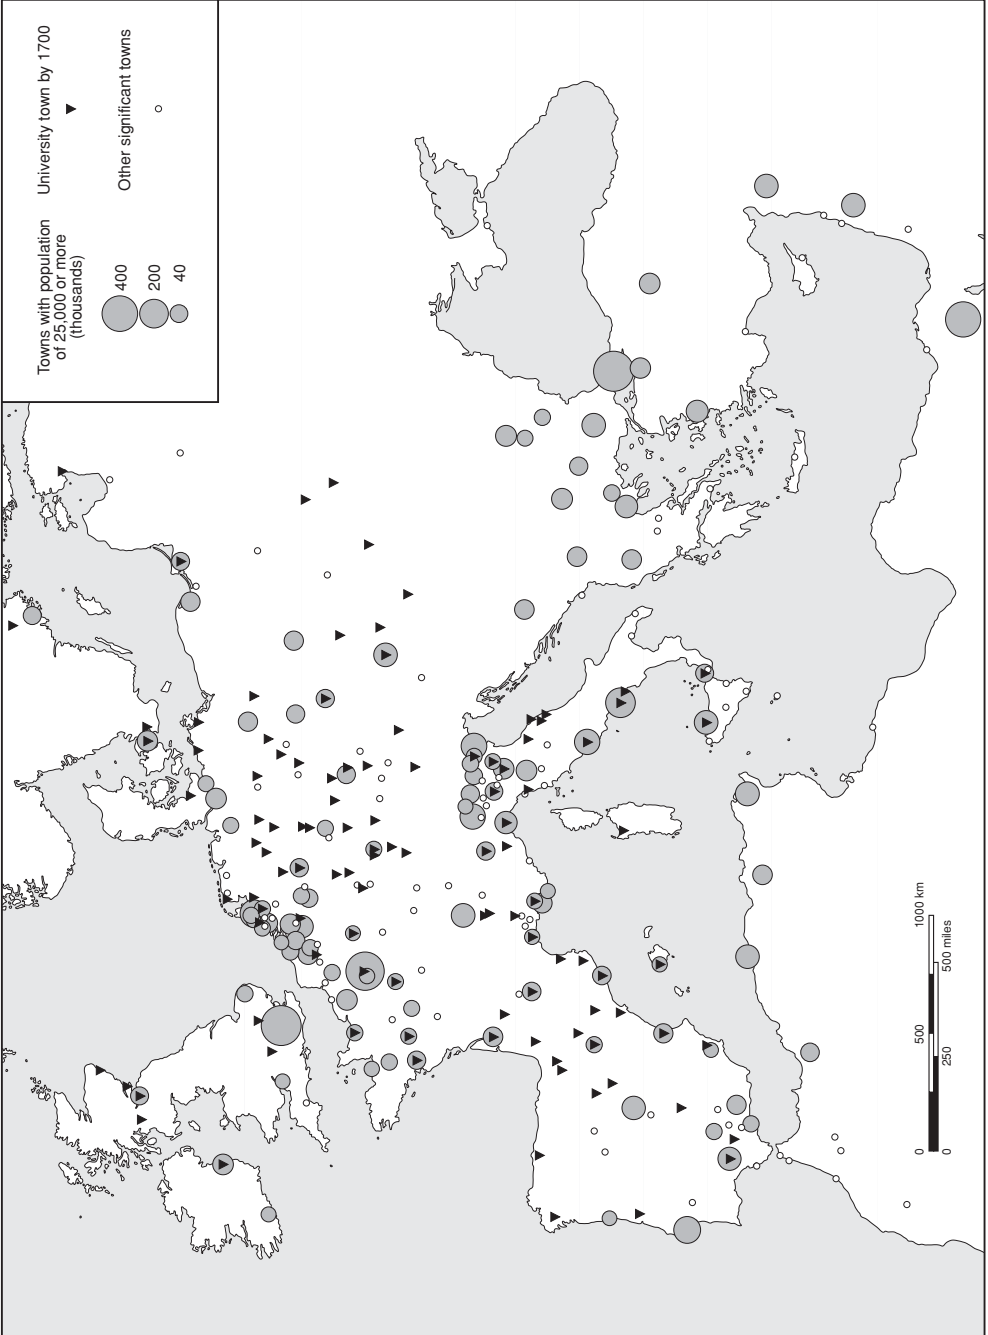 Towns with population
of 25,000 or more
(thousands)
400
200
40
University town by 1700
Other significant towns
0
500
1000 km
0
250
500 miles